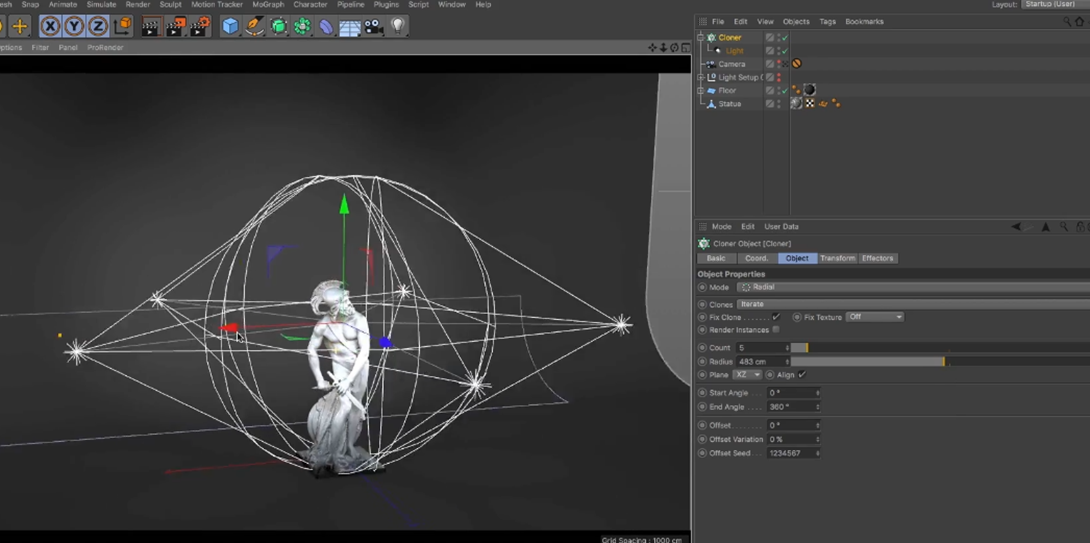 Snap Animate Simulate Render Sculpt Motion Tracker MoGraph Character Pipeline Plugins Script Window Help
Layout: Startup (User)
X Y Z
File Edit View Objects Tags Bookmarks
Options Filter Panel ProRender
Cloner
Light
Camera
Light Setup
Floor
Statue
Mode Edit User Data
Cloner Object [Cloner]
Basic Coord. Object Transform Effectors
Object Properties
Mode Radial
Clones Iterate
Fix Clone Fix Texture Off
Render Instances
Count 5
Radius 483 cm
Plane XZ Align
Start Angle 0 °
End Angle 360 °
Offset 0 °
Offset Variation 0 %
Offset Seed 1234567
Grid Spacing : 1000 cm